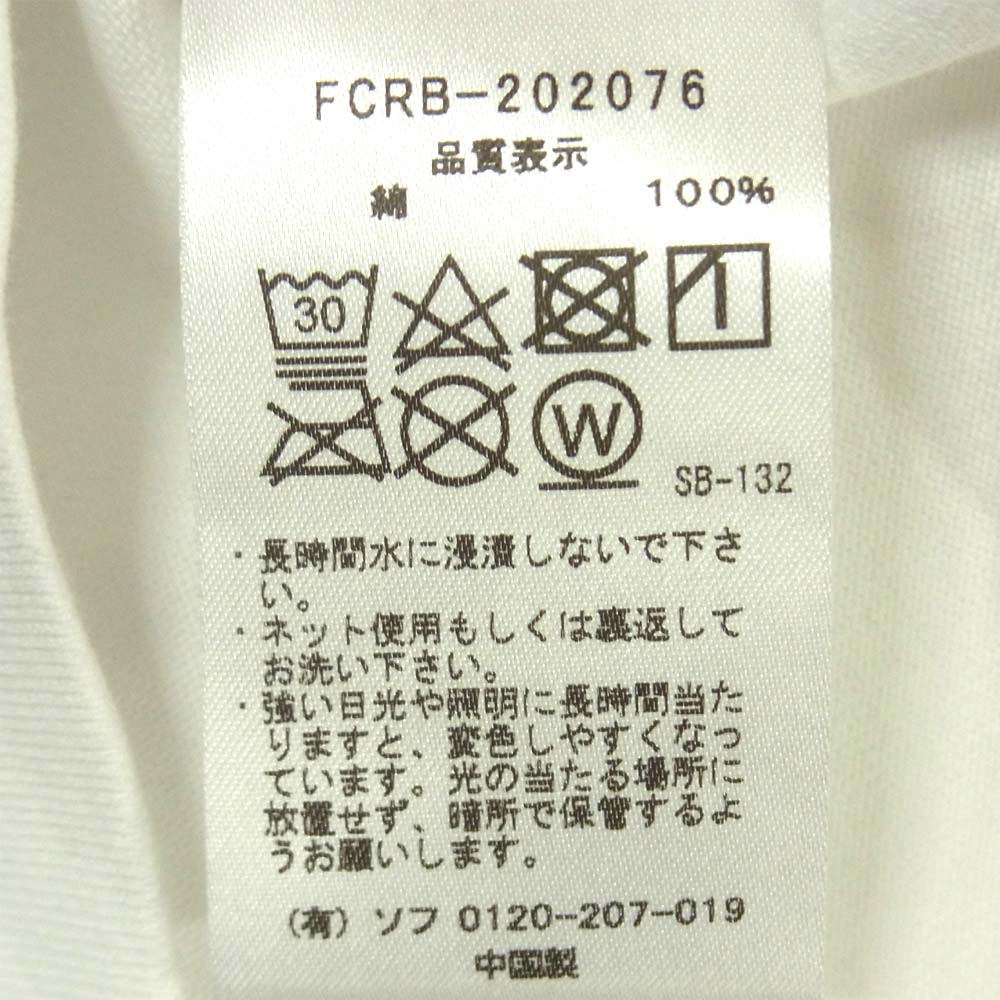 FCRB-202076
品質表示
綿 100%
30
W
SB-132
・長時間水に浸漬しないで下さ
い。
・ネット使用もしくは裏返して
お洗い下さい。
・強い日光や照明に長時間当た
りますと、変色しやすくなっ
ています。光の当たる場所に
放置せず、暗所で保管するよ
うお願いします。
(有) ソフ 0120-207-019
中国製